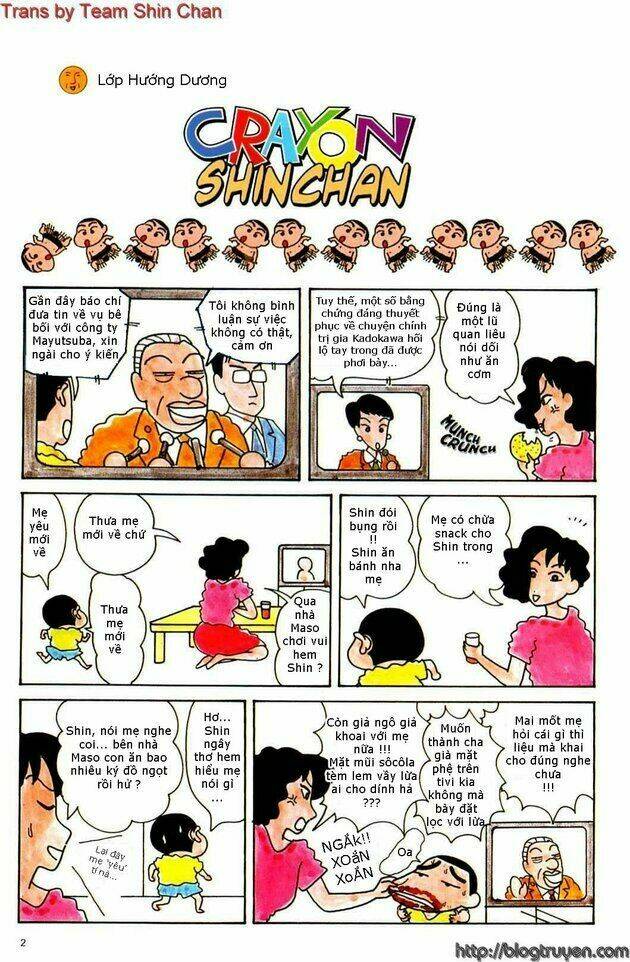 Trans by Team Shin Chan
Lớp Hướng Dương
CRAYON
SHINCHAN
Gần đây báo chí
đưa tin về vụ bê
bối với công ty
Mayutsuba, xin
ngài cho ý kiến
Tôi không bình
luận sự việc
không có thật,
cảm ơn
Tuy thế, một số bằng
chứng đáng thuyết
phục về chuyện chính
trị gia Kadokawa hối
lộ tay trong đã được
phơi bày...
Đúng là
một lũ
quan liêu
nói dối
như ăn
cơm
MUNCH
CRUNCH
Mẹ
yêu
mới
về
Thưa mẹ
mới về chứ
Thưa
mẹ
mới
về
Qua
nhà
Maso
chơi vui
hem
Shin ?
Shin đói
bụng rồi
!!
Shin ăn
bánh nha
mẹ
Mẹ có chừa
snack cho
Shin trong
...
Shin, nói mẹ nghe
coi... bên nhà
Maso con ăn bao
nhiêu ký đồ ngọt
rồi hử ?
Hơ...
Shin
ngây
thơ hem
hiểu mẹ
nói gì
...
Lại đây
mẹ 'yêu'
tí nà...
Còn giả ngô giả
khoai với mẹ
nữa !!!
Mặt mũi sôcôla
tèm lem vầy lừa
ai cho dính hả
???
NGẮK!!
XOẮN
XOẮN
Oa
Muốn
thành cha
già mặt
phệ trên
tivi kia
không mà
bày đặt
lọc với lừa
Mai mốt mẹ
hỏi cái gì thì
liệu mà khai
cho đúng nghe
chưa
!!!
2
http://blogtruyen.com